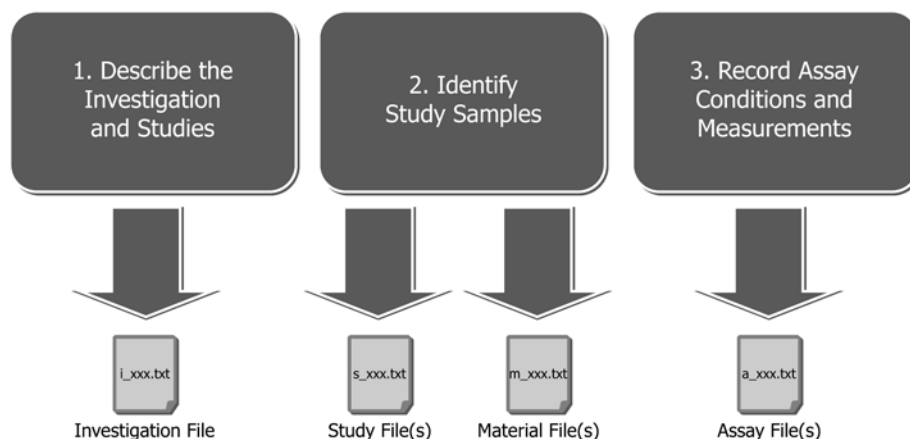 1. Describe the
Investigation
and Studies
2. Identify
Study Samples
3. Record Assay
Conditions and
Measurements
i_xxx.txt
s_xxx.txt
m_xxx.txt
a_xxx.txt
Investigation File
Study File(s)
Material File(s)
Assay File(s)